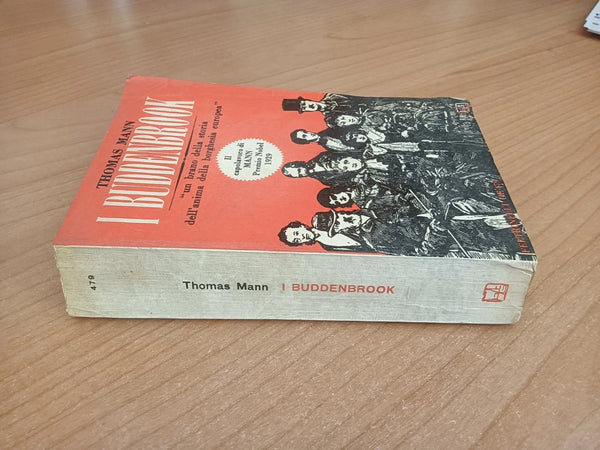 THOMAS MANN
I BUDDENBROOK
"un brano della storia
dell'anima della borghesia europea"
Il
capolavoro di
MANN
Premio Nobel
1929
479
Thomas Mann I BUDDENBROOK